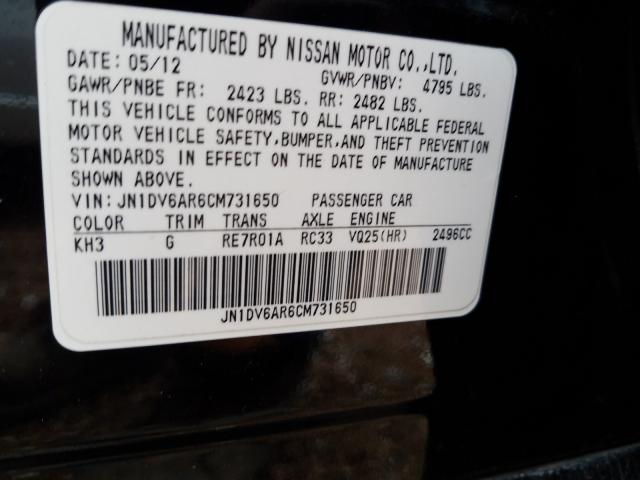 MANUFACTURED BY NISSAN MOTOR CO.,LTD.
DATE: 05/12 GVWR/PNBV: 4795 LBS.
GAWR/PNBE FR: 2423 LBS. RR: 2482 LBS.
THIS VEHICLE CONFORMS TO ALL APPLICABLE FEDERAL
MOTOR VEHICLE SAFETY,BUMPER,AND THEFT PREVENTION
STANDARDS IN EFFECT ON THE DATE OF MANUFACTURE
SHOWN ABOVE.
VIN: JN1DV6AR6CM731650 PASSENGER CAR
COLOR TRIM TRANS AXLE ENGINE
KH3 G RE7R01A RC33 VQ25(HR) 2496CC
JN1DV6AR6CM731650